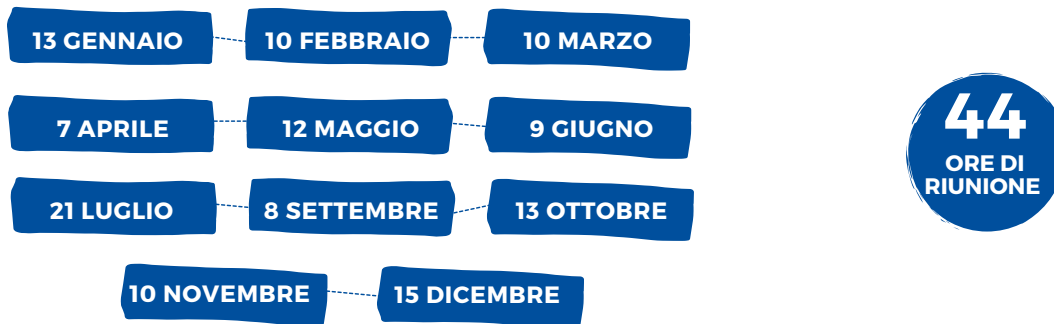 13 GENNAIO
10 FEBBRAIO
10 MARZO
7 APRILE
12 MAGGIO
9 GIUGNO
21 LUGLIO
8 SETTEMBRE
13 OTTOBRE
10 NOVEMBRE
15 DICEMBRE
44
ORE DI
RIUNIONE